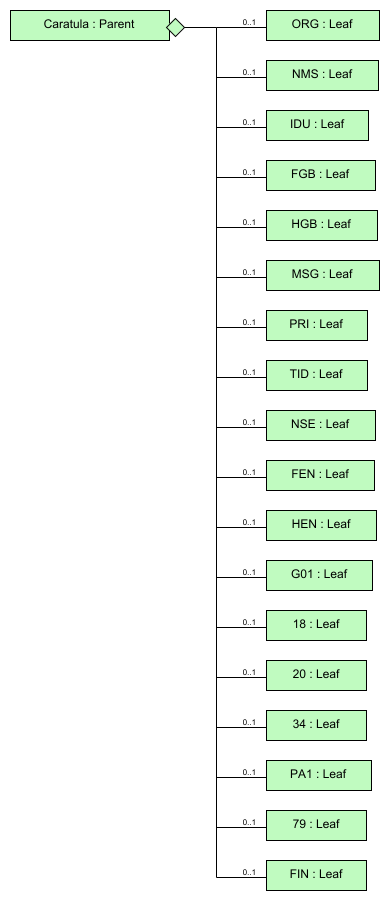 Caratula : Parent
0..1
ORG : Leaf
0..1
NMS : Leaf
0..1
IDU : Leaf
0..1
FGB : Leaf
0..1
HGB : Leaf
0..1
MSG : Leaf
0..1
PRI : Leaf
0..1
TID : Leaf
0..1
NSE : Leaf
0..1
FEN : Leaf
0..1
HEN : Leaf
0..1
G01 : Leaf
0..1
18 : Leaf
0..1
20 : Leaf
0..1
34 : Leaf
0..1
PA1 : Leaf
0..1
79 : Leaf
0..1
FIN : Leaf